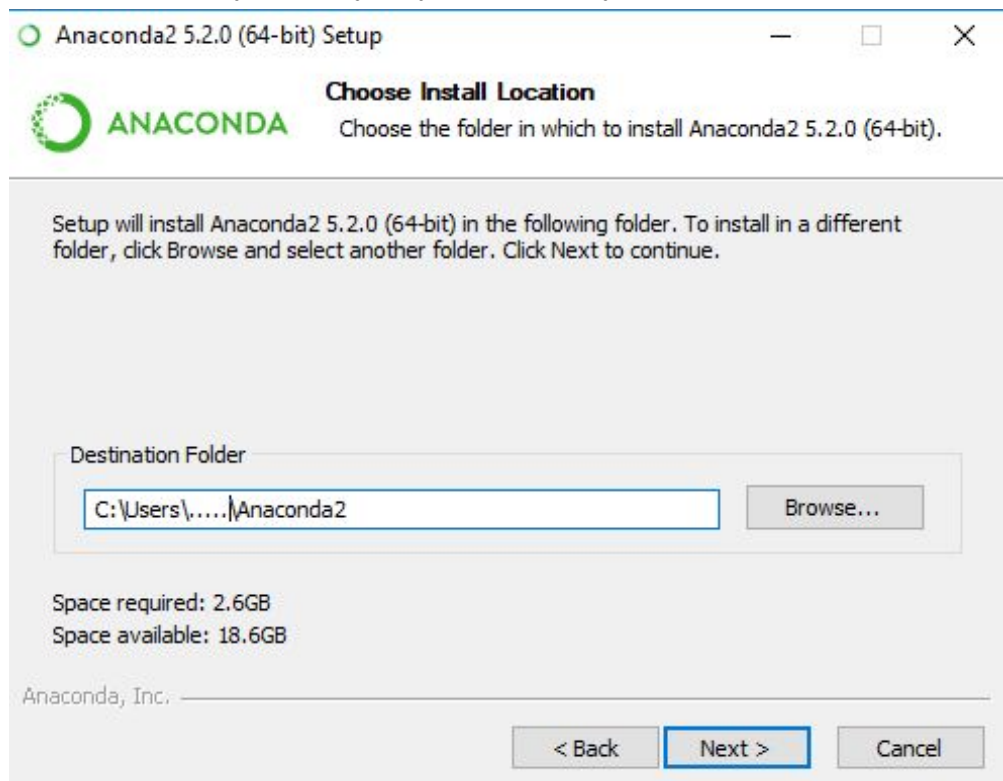 Anaconda2 5.2.0 (64-bit) Setup
ANACONDA
Choose Install Location
Choose the folder in which to install Anaconda2 5.2.0 (64-bit).
Setup will install Anaconda2 5.2.0 (64-bit) in the following folder. To install in a different
folder, click Browse and select another folder. Click Next to continue.
Destination Folder
C:\Users\.....\Anaconda2
Browse...
Space required: 2.6GB
Space available: 18.6GB
Anaconda, Inc.
< Back
Next >
Cancel